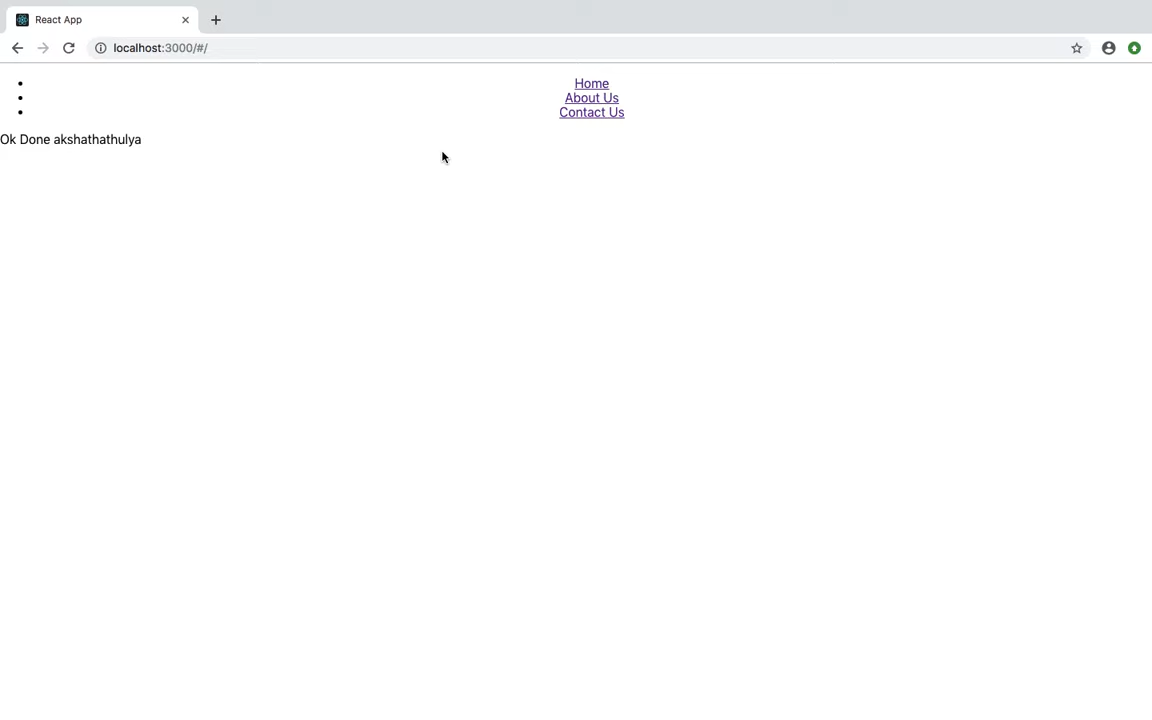 React App
localhost:3000/#/
Home
About Us
Contact Us
Ok Done akshathathulya